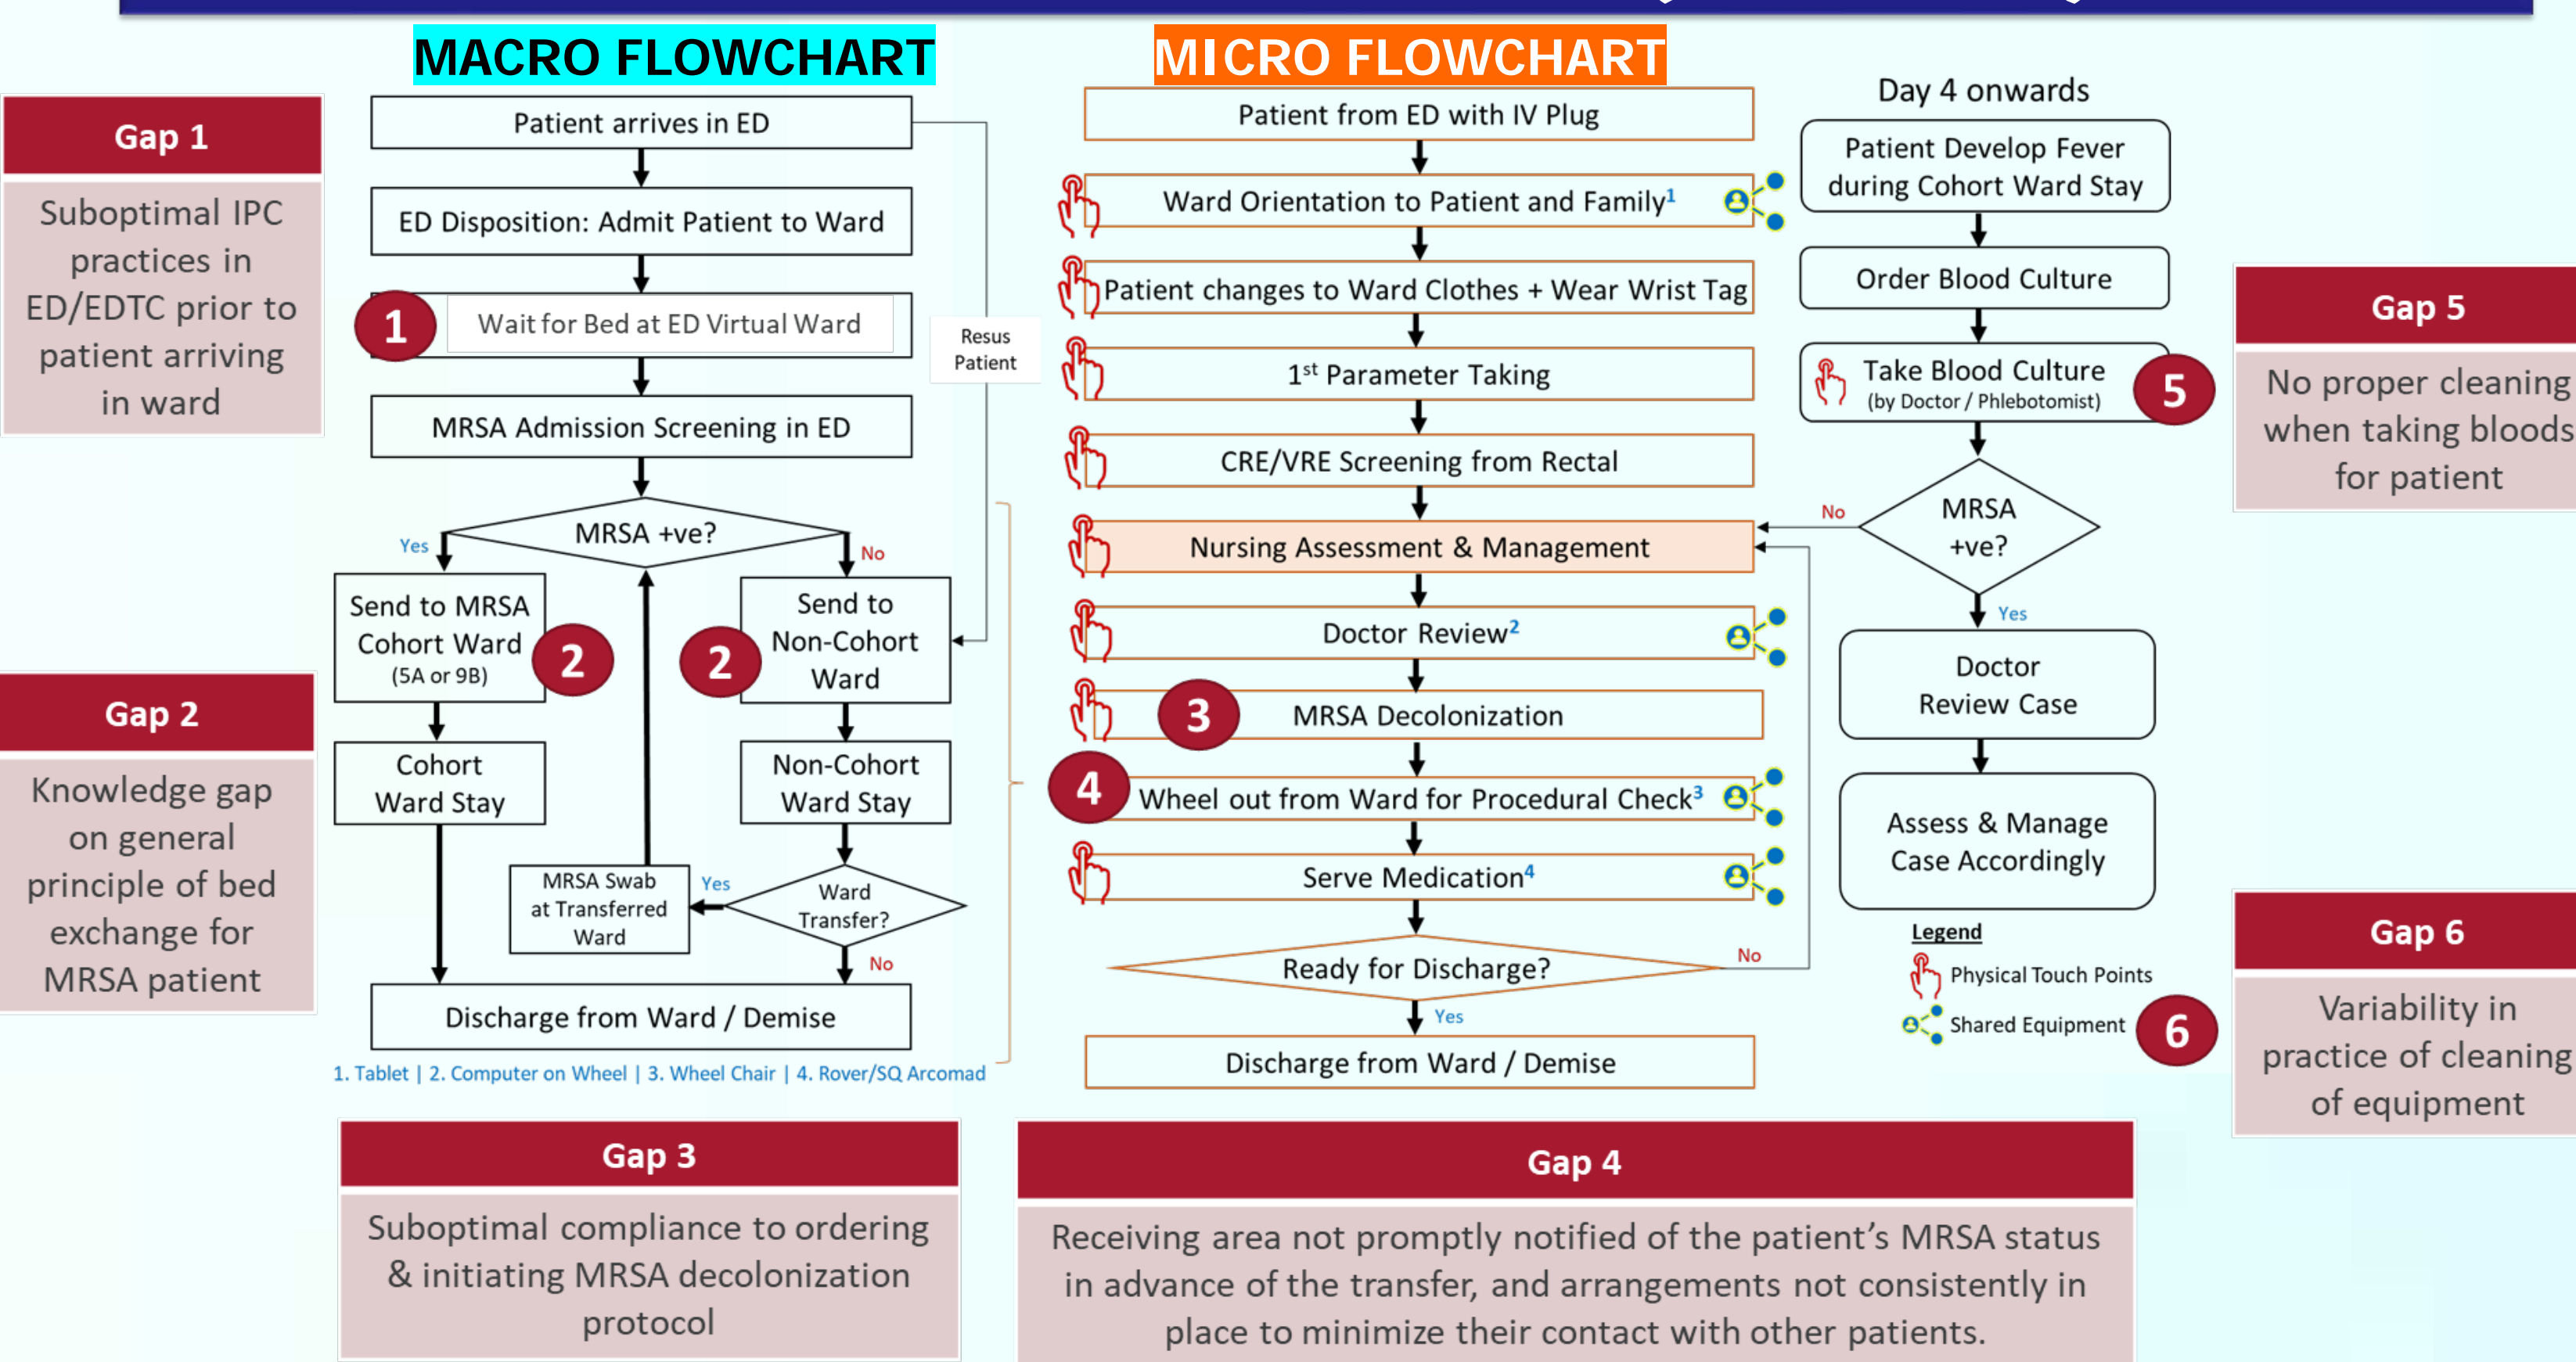 MACRO FLOWCHART
Patient arrives in ED
ED Disposition: Admit Patient to Ward
1
Wait for Bed at ED Virtual Ward
Resus
Patient
MRSA Admission Screening in ED
MRSA +ve?
Yes
No
Send to MRSA
Cohort Ward
(5A or 9B)
2
2
Send to
Non-Cohort
Ward
Cohort
Ward Stay
Non-Cohort
Ward Stay
MRSA Swab
at Transferred
Ward
Yes
Ward
Transfer?
No
Discharge from Ward / Demise
1. Tablet | 2. Computer on Wheel | 3. Wheel Chair | 4. Rover/SQ Arcomad
MICRO FLOWCHART
Patient from ED with IV Plug
Ward Orientation to Patient and Family1
Patient changes to Ward Clothes + Wear Wrist Tag
1st Parameter Taking
CRE/VRE Screening from Rectal
Nursing Assessment & Management
Doctor Review2
3
MRSA Decolonization
4
Wheel out from Ward for Procedural Check3
Serve Medication4
Ready for Discharge?
No
Yes
Discharge from Ward / Demise
Day 4 onwards
Patient Develop Fever
during Cohort Ward Stay
Order Blood Culture
Take Blood Culture
(by Doctor / Phlebotomist)
5
MRSA
+ve?
No
Yes
Doctor
Review Case
Assess & Manage
Case Accordingly
Legend
Physical Touch Points
Shared Equipment
6
Gap 1
Suboptimal IPC
practices in
ED/EDTC prior to
patient arriving
in ward
Gap 2
Knowledge gap
on general
principle of bed
exchange for
MRSA patient
Gap 3
Suboptimal compliance to ordering
& initiating MRSA decolonization
protocol
Gap 4
Receiving area not promptly notified of the patient's MRSA status
in advance of the transfer, and arrangements not consistently in
place to minimize their contact with other patients.
Gap 5
No proper cleaning
when taking bloods
for patient
Gap 6
Variability in
practice of cleaning
of equipment